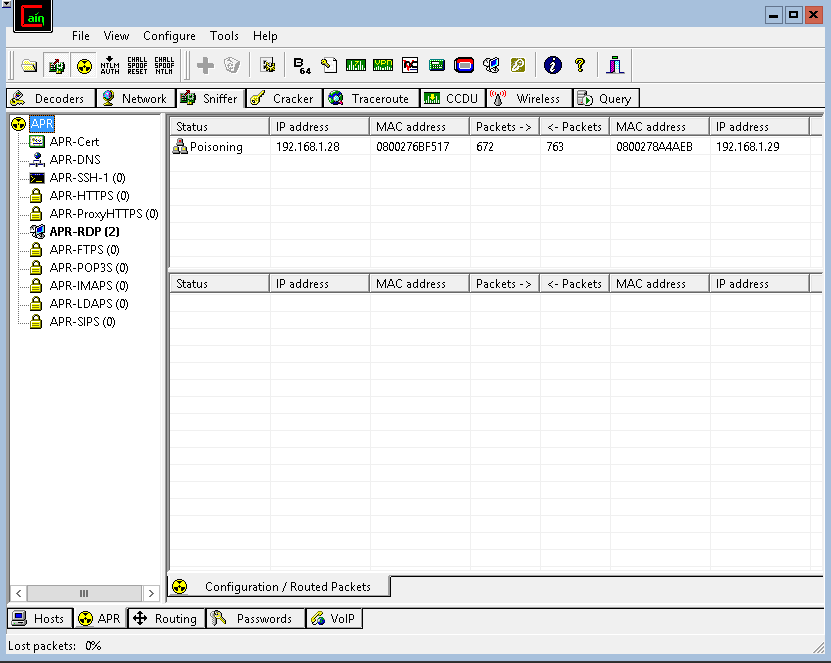 ain
File View Configure Tools Help
NTLM AUTH CHALL SPOOF RESET CHALL SPOOF NTLM B64
Decoders Network Sniffer Cracker Traceroute CCDU Wireless Query
APR
APR-Cert
APR-DNS
APR-SSH-1 (0)
APR-HTTPS (0)
APR-ProxyHTTPS (0)
APR-RDP (2)
APR-FTPS (0)
APR-POP3S (0)
APR-IMAPS (0)
APR-LDAPS (0)
APR-SIPS (0)
Status IP address MAC address Packets -> <- Packets MAC address IP address
Poisoning 192.168.1.28 0800276BF517 672 763 0800278A4AEB 192.168.1.29
Status IP address MAC address Packets -> <- Packets MAC address IP address
Configuration / Routed Packets
Hosts APR Routing Passwords VoIP
Lost packets: 0%